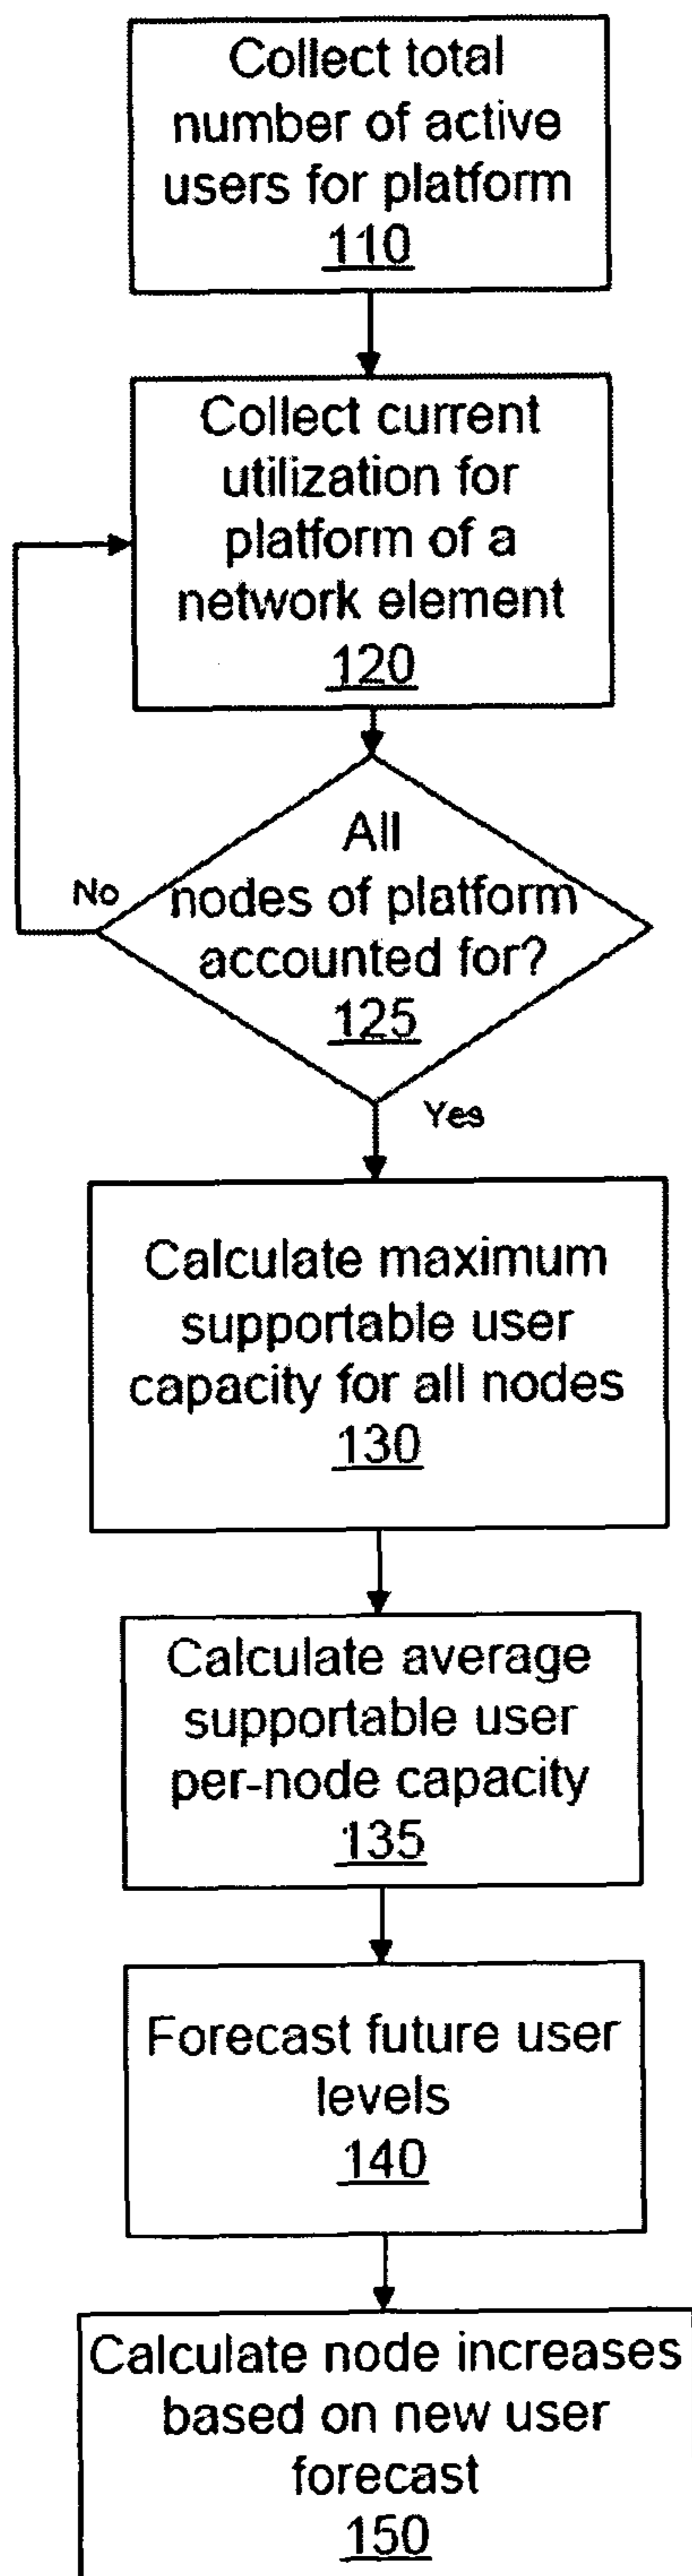 Collect total
number of active
users for platform
110
Collect current
utilization for
platform of a
network element
120
All
nodes of platform
accounted for?
125
No
Yes
Calculate maximum
supportable user
capacity for all nodes
130
Calculate average
supportable user
per-node capacity
135
Forecast future user
levels
140
Calculate node increases
based on new user
forecast
150